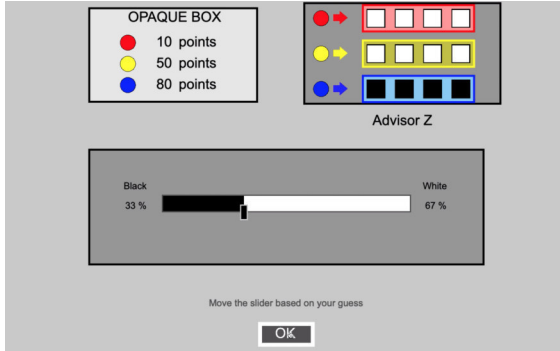 OPAQUE BOX
10 points
50 points
80 points
Advisor Z
Black
White
33 %
67 %
Move the slider based on your guess
OK